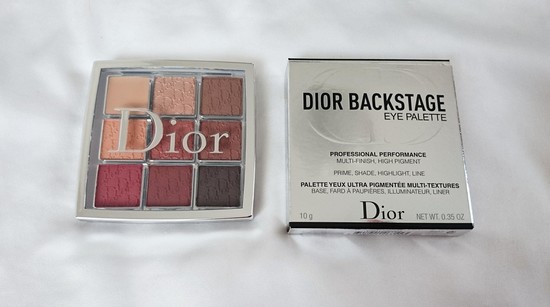 Dior
DIOR BACKSTAGE
EYE PALETTE
PROFESSIONAL PERFORMANCE
MULTI-FINISH, HIGH PIGMENT
PRIME, SHADE, HIGHLIGHT, LINE
PALETTE YEUX ULTRA PIGMENTÉE MULTI-TEXTURES
BASE, FARD À PAUPIÈRES, ILLUMINATEUR, LINER
10 g Dior NET WT. 0.35 OZ